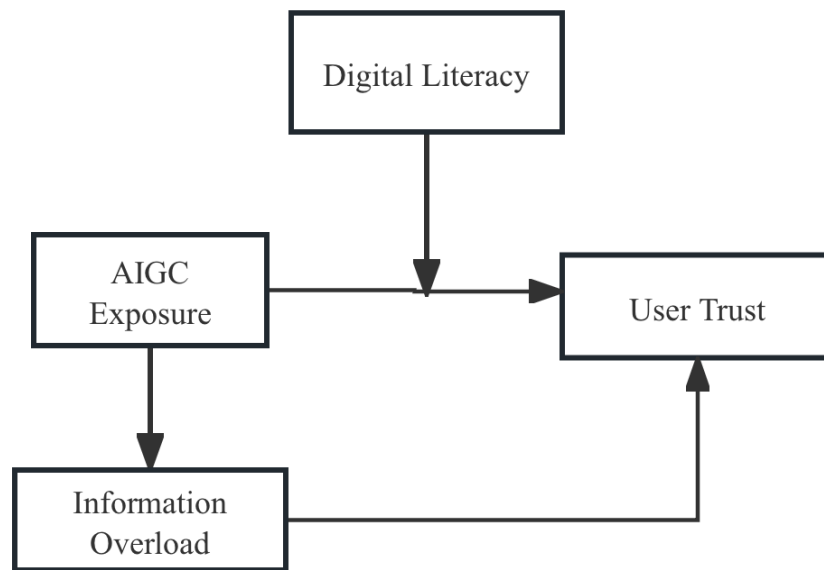 Digital Literacy
AIGC
Exposure
User Trust
Information
Overload